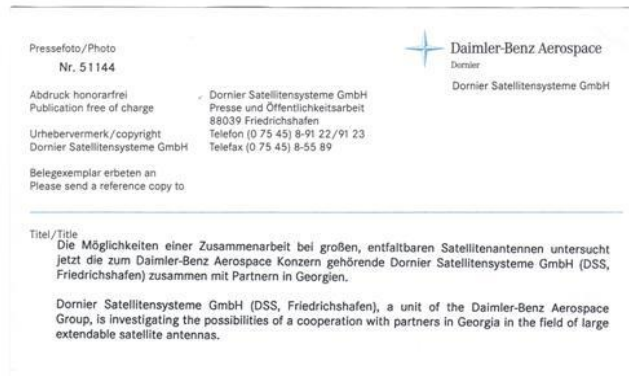 Pressefoto/Photo
Nr. 51144
Daimler-Benz Aerospace
Dornier
Dornier Satellitensysteme GmbH
Abdruck honorarfrei
Publication free of charge
Urhebervermerk/copyright
Dornier Satellitensysteme GmbH
Dornier Satellitensysteme GmbH
Presse und Öffentlichkeitsarbeit
88039 Friedrichshafen
Telefon (0 75 45) 8-91 22/91 23
Telefax (0 75 45) 8-55 89
Belegexemplar erbeten an
Please send a reference copy to
Titel/Title
Die Möglichkeiten einer Zusammenarbeit bei großen, entfaltbaren Satellitenantennen untersucht
jetzt die zum Daimler-Benz Aerospace Konzern gehörende Dornier Satellitensysteme GmbH (DSS,
Friedrichshafen) zusammen mit Partnern in Georgien.
Dornier Satellitensysteme GmbH (DSS, Friedrichshafen), a unit of the Daimler-Benz Aerospace
Group, is investigating the possibilities of a cooperation with partners in Georgia in the field of large
extendable satellite antennas.